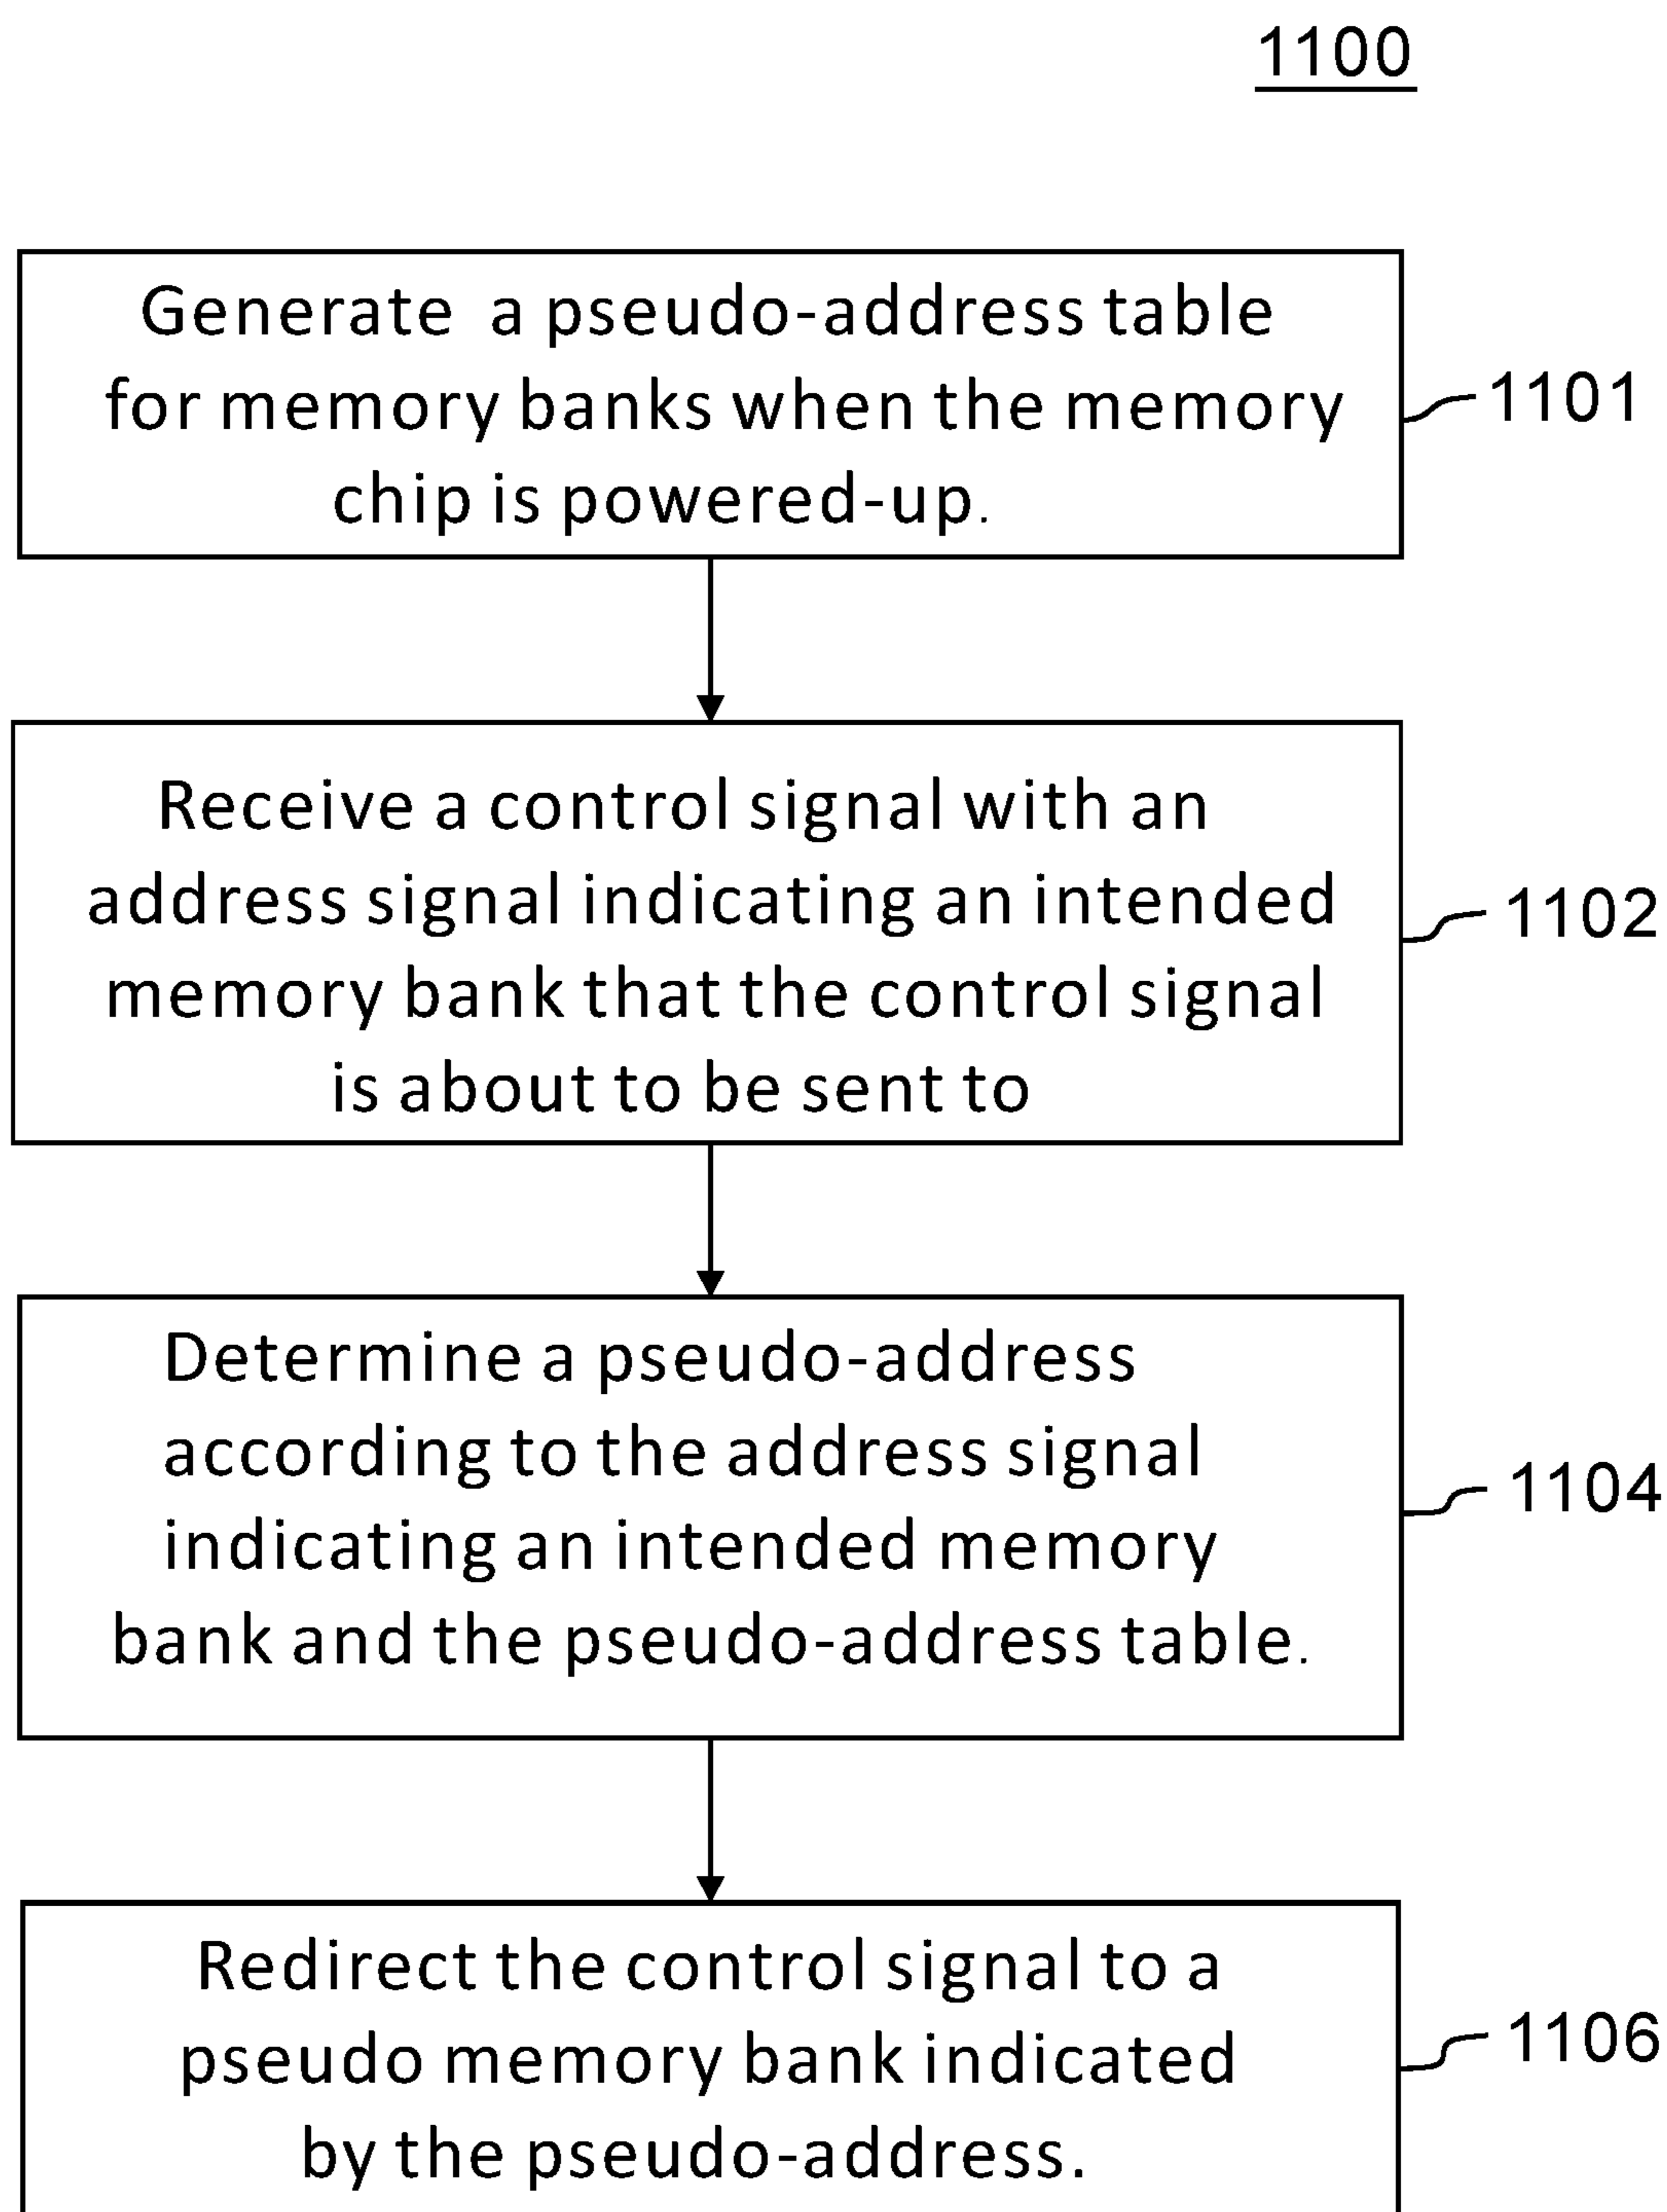 1100
Generate a pseudo-address table
for memory banks when the memory
chip is powered-up.
1101
Receive a control signal with an
address signal indicating an intended
memory bank that the control signal
is about to be sent to
1102
Determine a pseudo-address
according to the address signal
indicating an intended memory
bank and the pseudo-address table.
1104
Redirect the control signal to a
pseudo memory bank indicated
by the pseudo-address.
1106